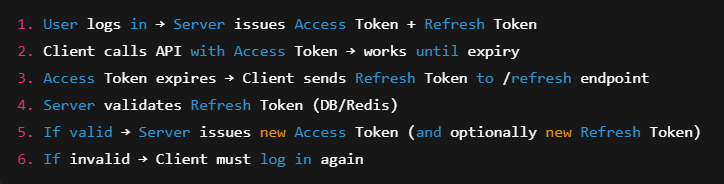 1. User logs in → Server issues Access Token + Refresh Token
2. Client calls API with Access Token → works until expiry
3. Access Token expires → Client sends Refresh Token to /refresh endpoint
4. Server validates Refresh Token (DB/Redis)
5. If valid → Server issues new Access Token (and optionally new Refresh Token)
6. If invalid → Client must log in again